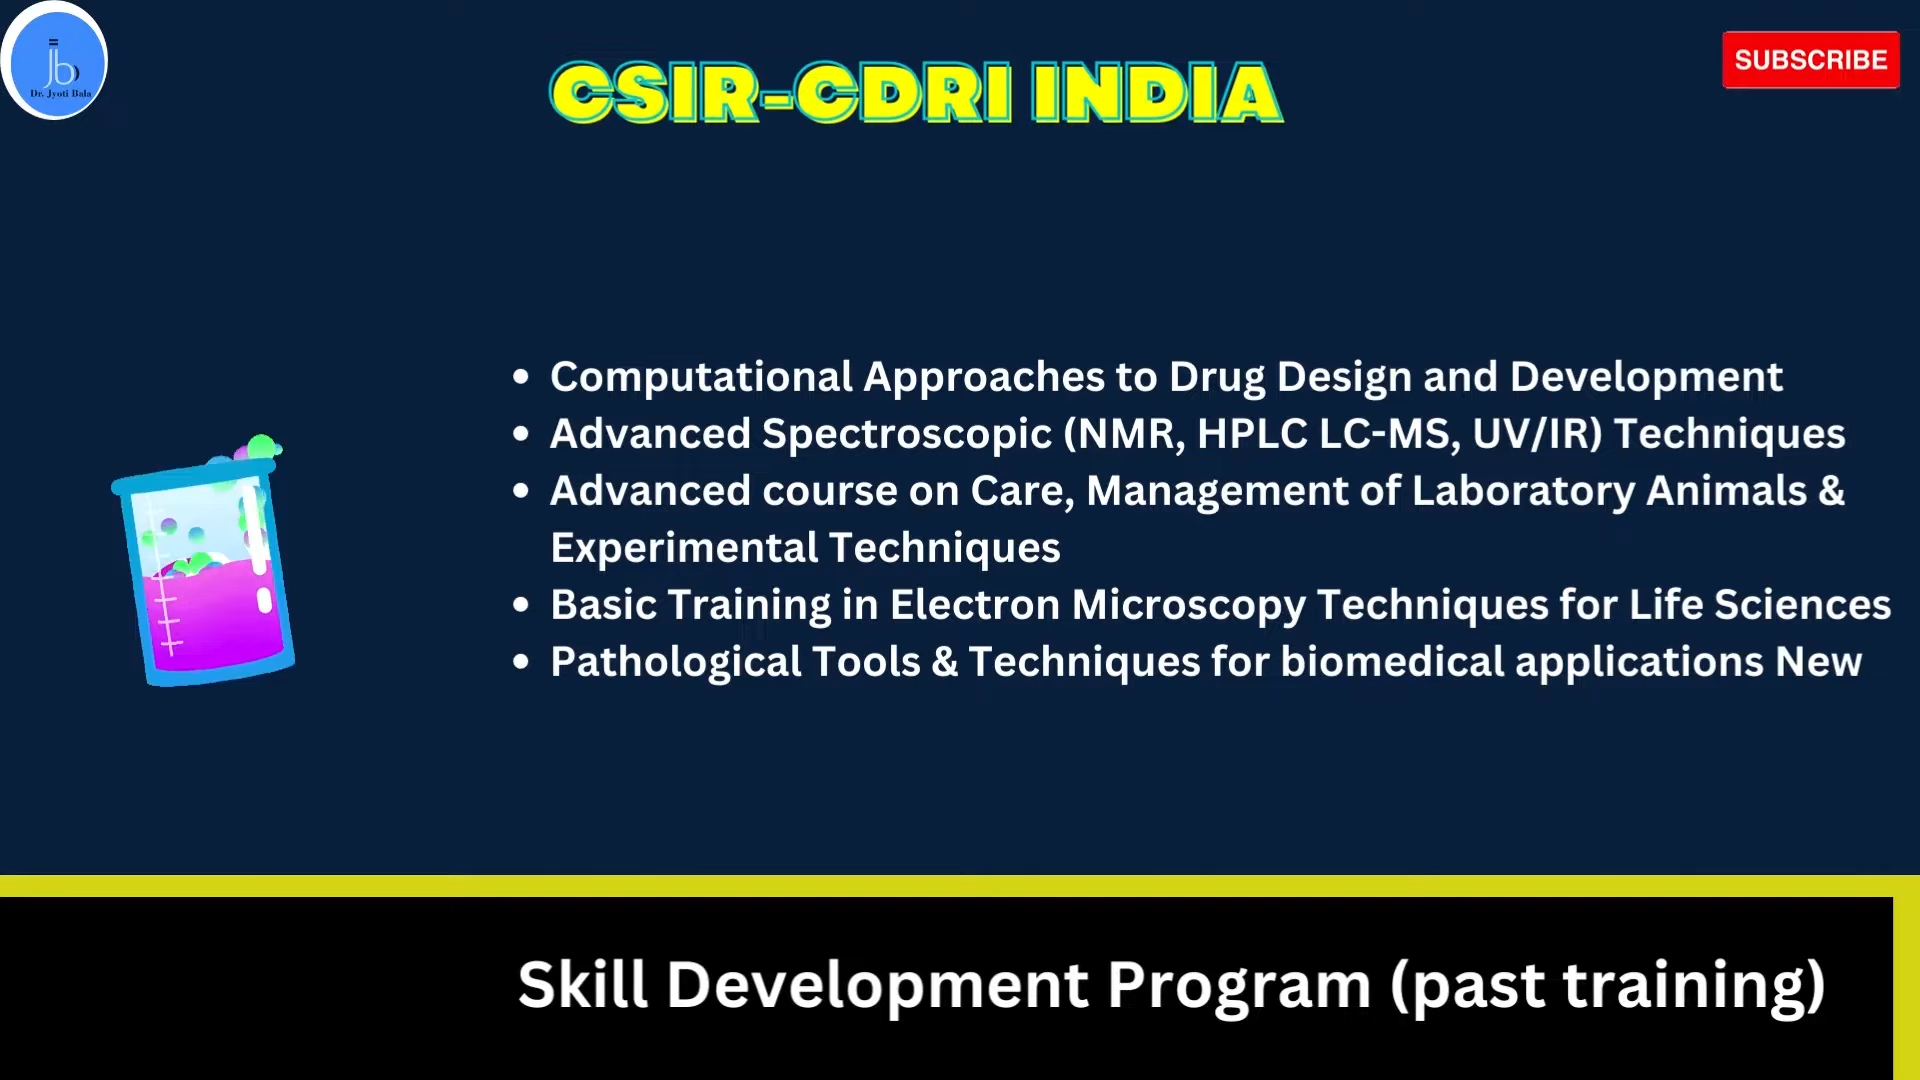 jb
Dr. Jyoti Bala
CSIR-CDRI INDIA
SUBSCRIBE
• Computational Approaches to Drug Design and Development
• Advanced Spectroscopic (NMR, HPLC LC-MS, UV/IR) Techniques
• Advanced course on Care, Management of Laboratory Animals &
Experimental Techniques
• Basic Training in Electron Microscopy Techniques for Life Sciences
• Pathological Tools & Techniques for biomedical applications New
Skill Development Program (past training)